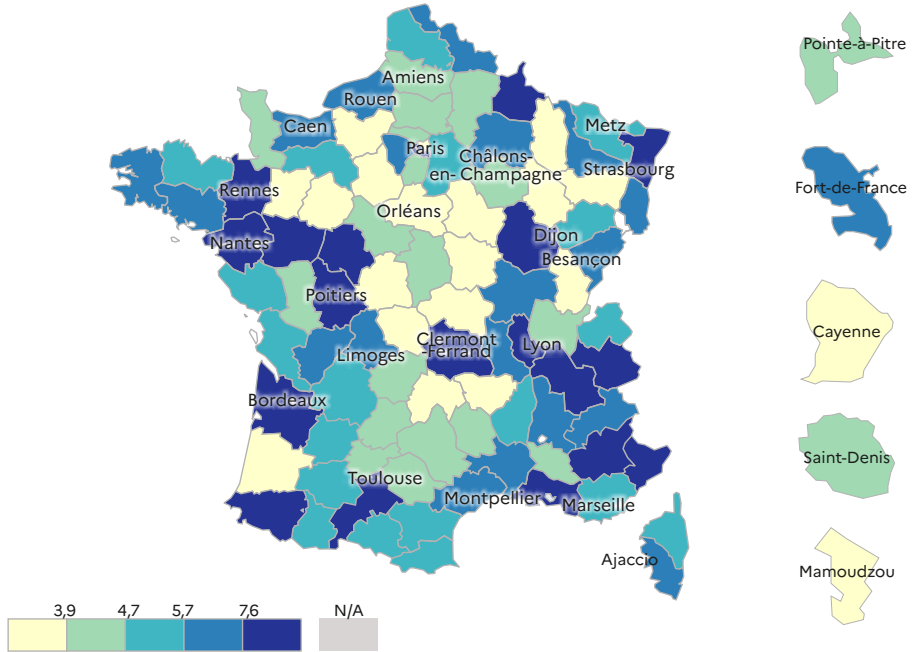 Pointe-à-Pitre
Amiens
Rouen
Caen
Metz
Paris
Châlons-
en- Champagne
Strasbourg
Rennes
Fort-de-France
Orléans
Nantes
Dijon
Besançon
Poitiers
Cayenne
Clermont
-Ferrand
Lyon
Limoges
Bordeaux
Saint-Denis
Toulouse
Montpellier
Marseille
Ajaccio
Mamoudzou
3,9 4,7 5,7 7,6 N/A